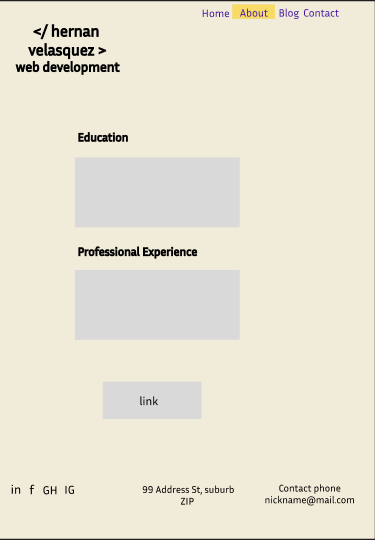 Home About Blog Contact
</ hernan
velasquez >
web development
Education
Professional Experience
link
in f GH IG
99 Address St, suburb
ZIP
Contact phone
nickname@mail.com